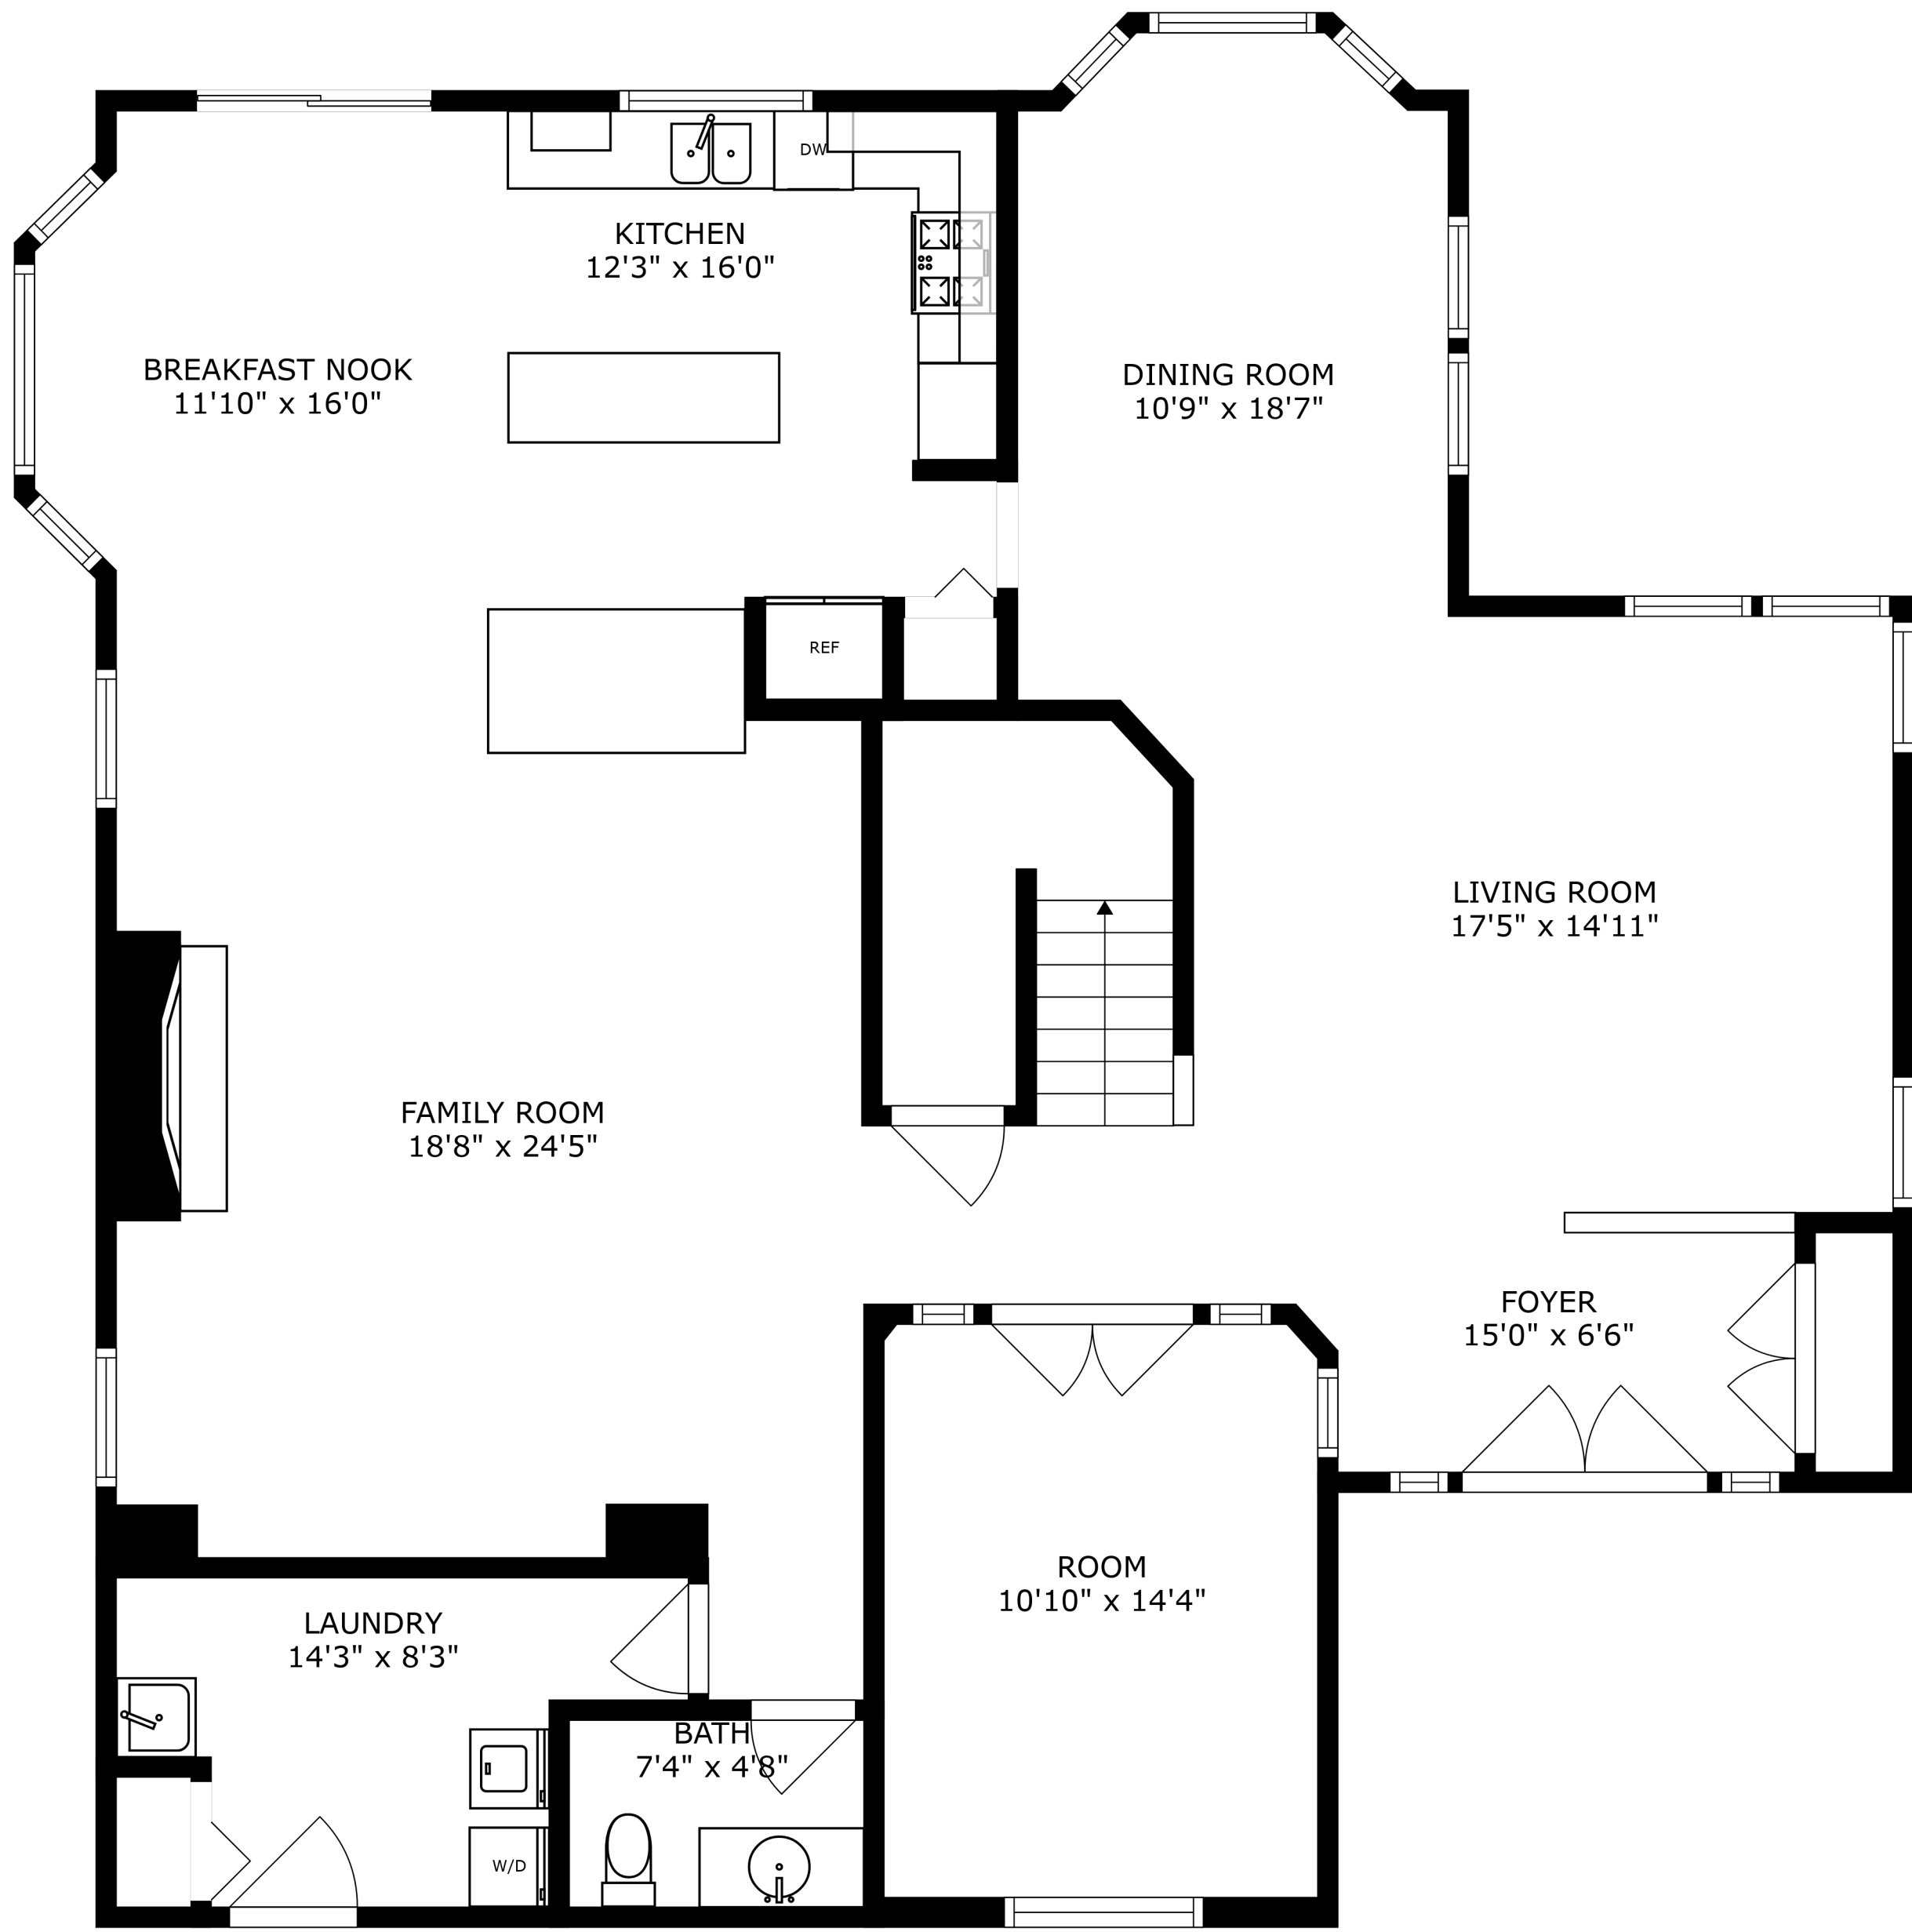 DW
KITCHEN
12'3" x 16'0"
BREAKFAST NOOK
11'10" x 16'0"
DINING ROOM
10'9" x 18'7"
REF
LIVING ROOM
17'5" x 14'11"
FAMILY ROOM
18'8" x 24'5"
FOYER
15'0" x 6'6"
ROOM
10'10" x 14'4"
LAUNDRY
14'3" x 8'3"
BATH
7'4" x 4'8"
W/D